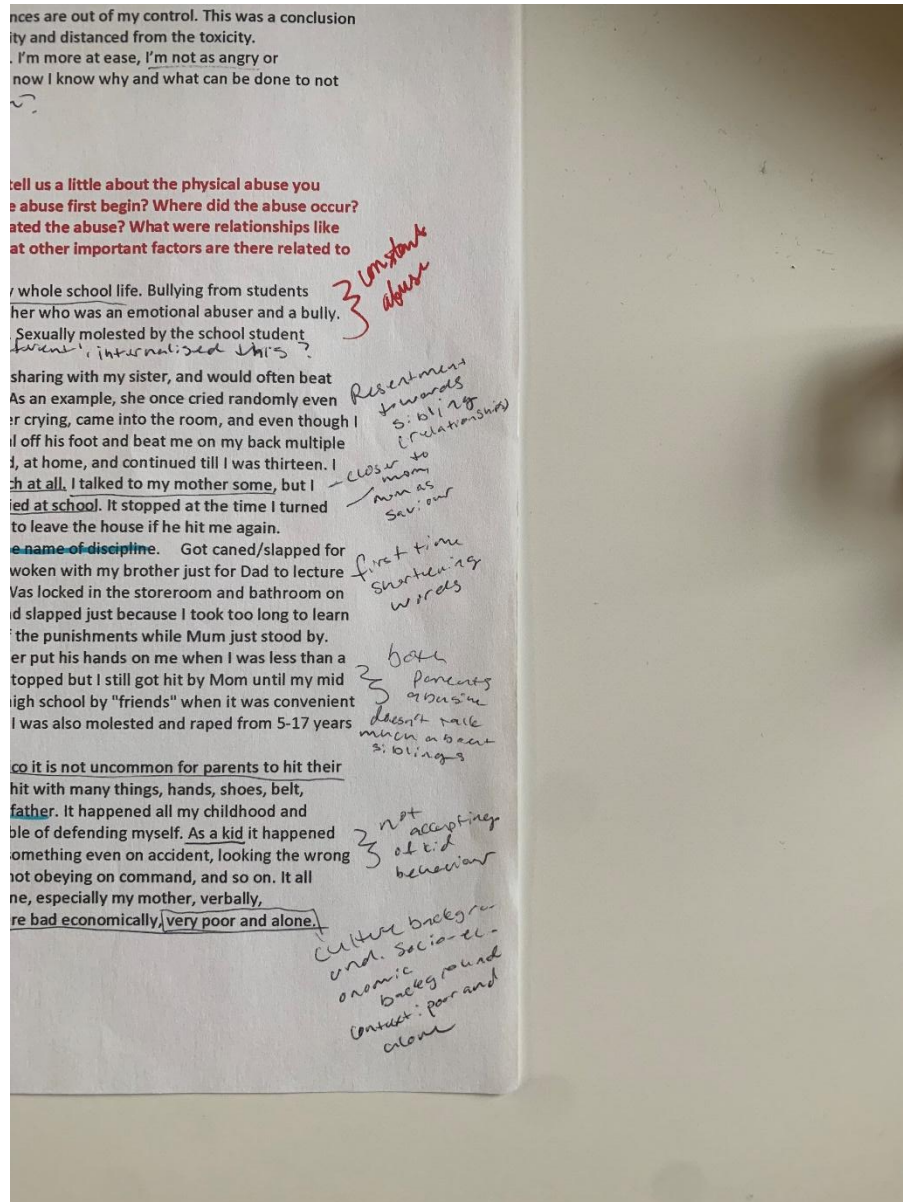 nces are out of my control. This was a conclusion
ity and distanced from the toxicity.
. I'm more at ease, I'm not as angry or
now I know why and what can be done to not
tell us a little about the physical abuse you
e abuse first begin? Where did the abuse occur?
ated the abuse? What were relationships like
at other important factors are there related to
constant
abuse
y whole school life. Bullying from students
her who was an emotional abuser and a bully.
. Sexually molested by the school student
internalised this ?
sharing with my sister, and would often beat
As an example, she once cried randomly even
er crying, came into the room, and even though I
l off his foot and beat me on my back multiple
d, at home, and continued till I was thirteen. I
ch at all. I talked to my mother some, but I
ied at school. It stopped at the time I turned
to leave the house if he hit me again.
Resentment
towards
sibling
(relationships)
closer to
mom,
mom as
saviour
e name of discipline. Got caned/slapped for
woken with my brother just for Dad to lecture
Was locked in the storeroom and bathroom on
d slapped just because I took too long to learn
f the punishments while Mum just stood by.
er put his hands on me when I was less than a
topped but I still got hit by Mom until my mid
igh school by "friends" when it was convenient
I was also molested and raped from 5-17 years
first time
shortening
words
both
parents
abusive
doesn't talk
much about
siblings
co it is not uncommon for parents to hit their
hit with many things, hands, shoes, belt,
father. It happened all my childhood and
ble of defending myself. As a kid it happened
something even on accident, looking the wrong
not obeying on command, and so on. It all
ne, especially my mother, verbally,
re bad economically, very poor and alone.
not
accepting
of kid
behaviour
culture backgro-
und. Socio-ec-
onomic
background
context: poor and
alone